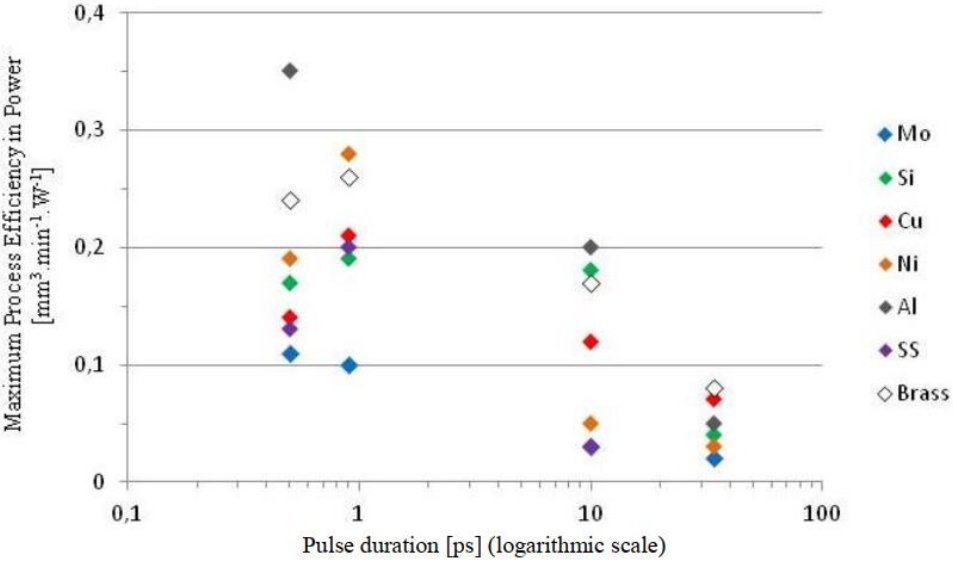 Maximum Process Efficiency in Power
[mm³.min⁻¹.W⁻¹]
0,4
0,3
0,2
0,1
0
0,1
1
10
100
Pulse duration [ps] (logarithmic scale)
Mo
Si
Cu
Ni
Al
SS
Brass